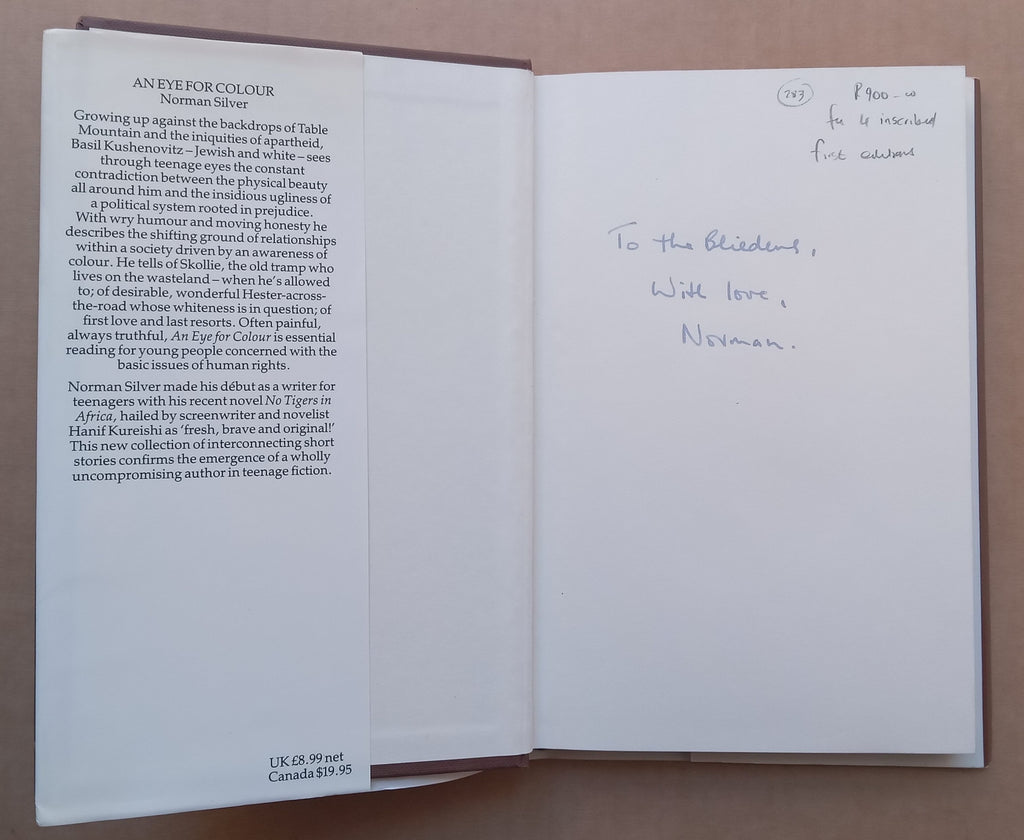 AN EYE FOR COLOUR
Norman Silver
Growing up against the backdrops of Table
Mountain and the iniquities of apartheid,
Basil Kushenovitz – Jewish and white – sees
through teenage eyes the constant
contradiction between the physical beauty
all around him and the insidious ugliness of
a political system rooted in prejudice.
With wry humour and moving honesty he
describes the shifting ground of relationships
within a society driven by an awareness of
colour. He tells of Skollie, the old tramp who
lives on the wasteland – when he's allowed
to; of desirable, wonderful Hester-across-
the-road whose whiteness is in question; of
first love and last resorts. Often painful,
always truthful, An Eye for Colour is essential
reading for young people concerned with the
basic issues of human rights.
Norman Silver made his début as a writer for
teenagers with his recent novel No Tigers in
Africa, hailed by screenwriter and novelist
Hanif Kureishi as 'fresh, brave and original!'
This new collection of interconnecting short
stories confirms the emergence of a wholly
uncompromising author in teenage fiction.
UK £8.99 net
Canada $19.95
283
R900-00
for 4 inscribed
first editions
To the Bliedens,
With love,
Norman.